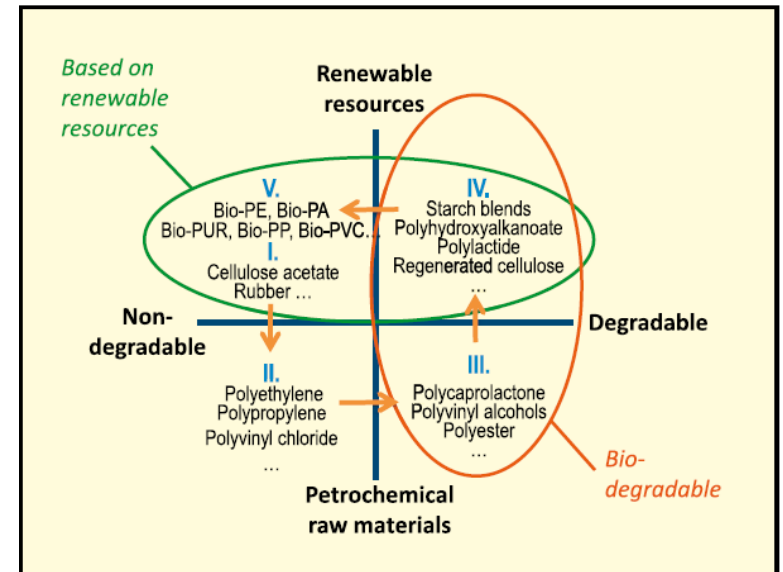 Based on
renewable
resources
Renewable
resources
V.
Bio-PE, Bio-PA
Bio-PUR, Bio-PP, Bio-PVC...
I.
Cellulose acetate
Rubber ...
IV.
Starch blends
Polyhydroxyalkanoate
Polylactide
Regenerated cellulose
...
Non-
degradable
Degradable
II.
Polyethylene
Polypropylene
Polyvinyl chloride
...
III.
Polycaprolactone
Polyvinyl alcohols
Polyester
...
Bio-
degradable
Petrochemical
raw materials